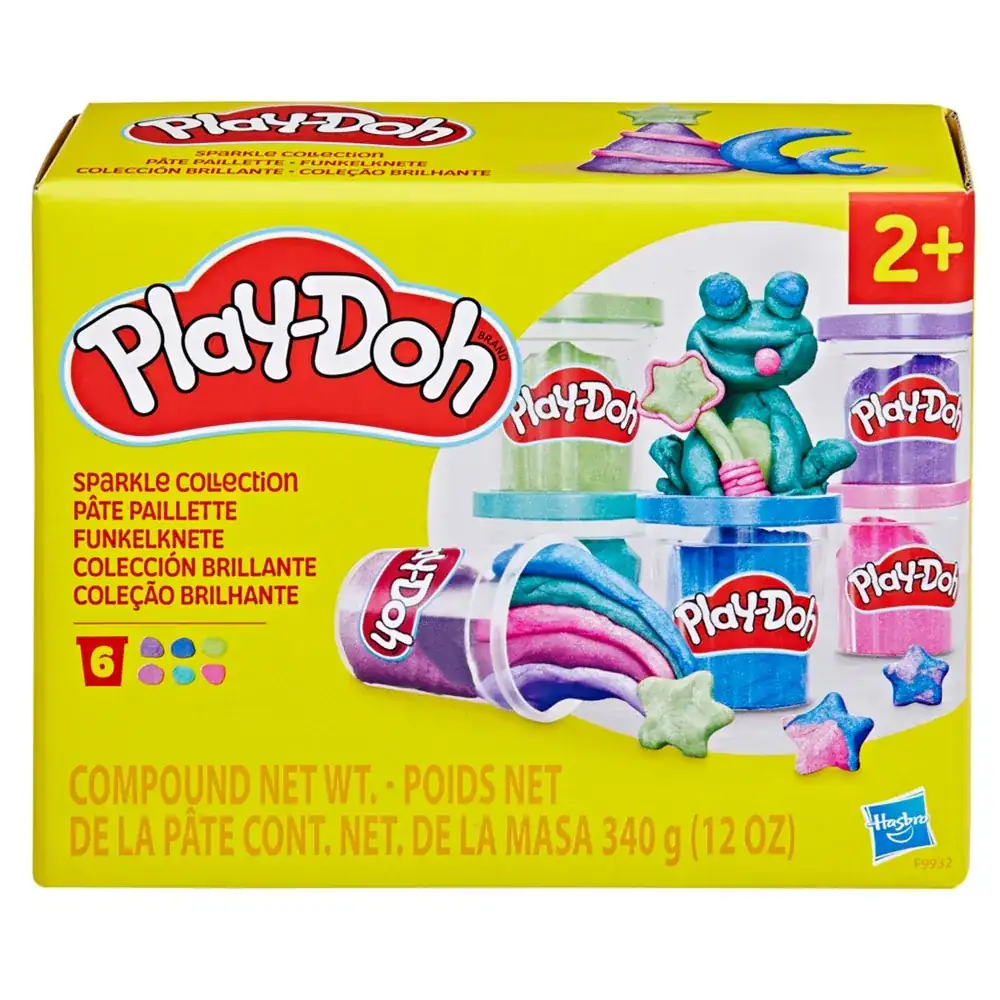 Play-Doh
SPARKLE COLLECTION
PÂTE PAILLETTE - FUNKELKNETE
COLECCIÓN BRILLANTE - COLEÇÃO BRILHANTE
2+
Play-Doh
BRAND
SPARKLE COLLECTION
PÂTE PAILLETTE
FUNKELKNETE
COLECCIÓN BRILLANTE
COLEÇÃO BRILHANTE
6
Play-Doh
Play-Doh
Play-Doh
Play-Doh
Play-Doh
COMPOUND NET WT. · POIDS NET
DE LA PÂTE CONT. NET. DE LA MASA 340 g (12 OZ)
Hasbro
F9932